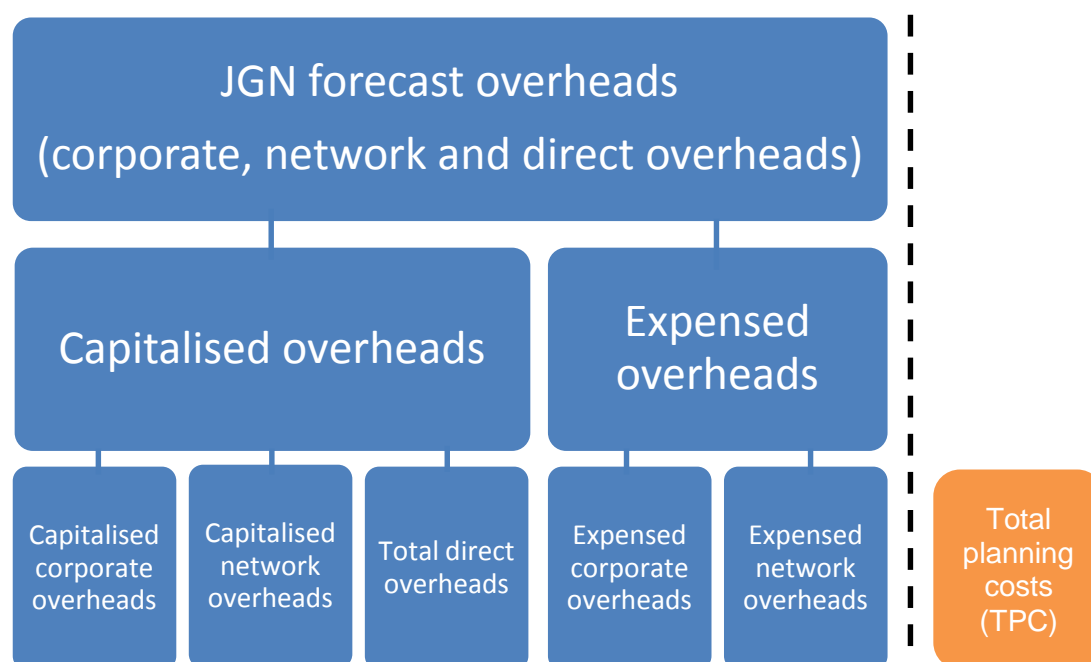 JGN forecast overheads
(corporate, network and direct overheads)
Capitalised overheads
Expensed
overheads
Capitalised
corporate
overheads
Capitalised
network
overheads
Total direct
overheads
Expensed
corporate
overheads
Expensed
network
overheads
Total
planning
costs
(TPC)